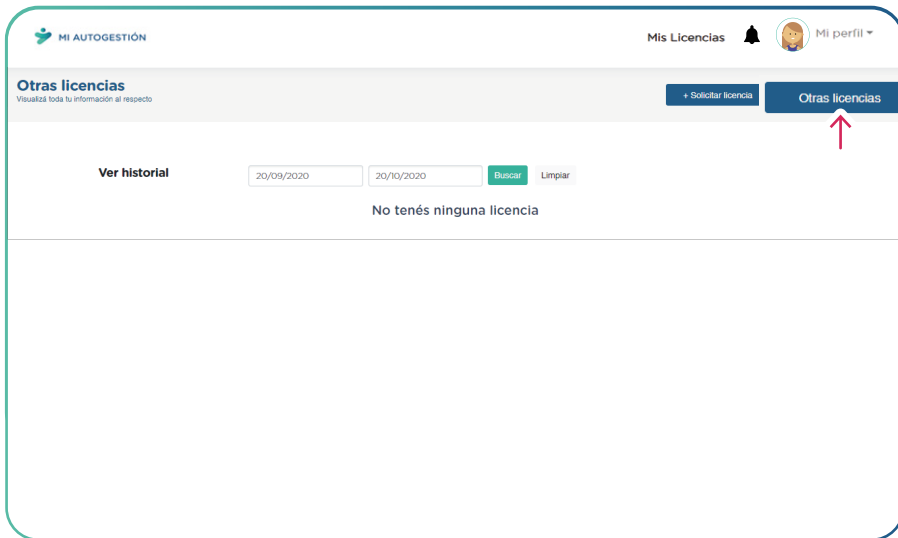 MI AUTOGESTIÓN
Mis Licencias
Mi perfil
Otras licencias
Visualizá toda tu información al respecto
+ Solicitar licencia
Otras licencias
Ver historial
20/09/2020
20/10/2020
Buscar
Limpiar
No tenés ninguna licencia